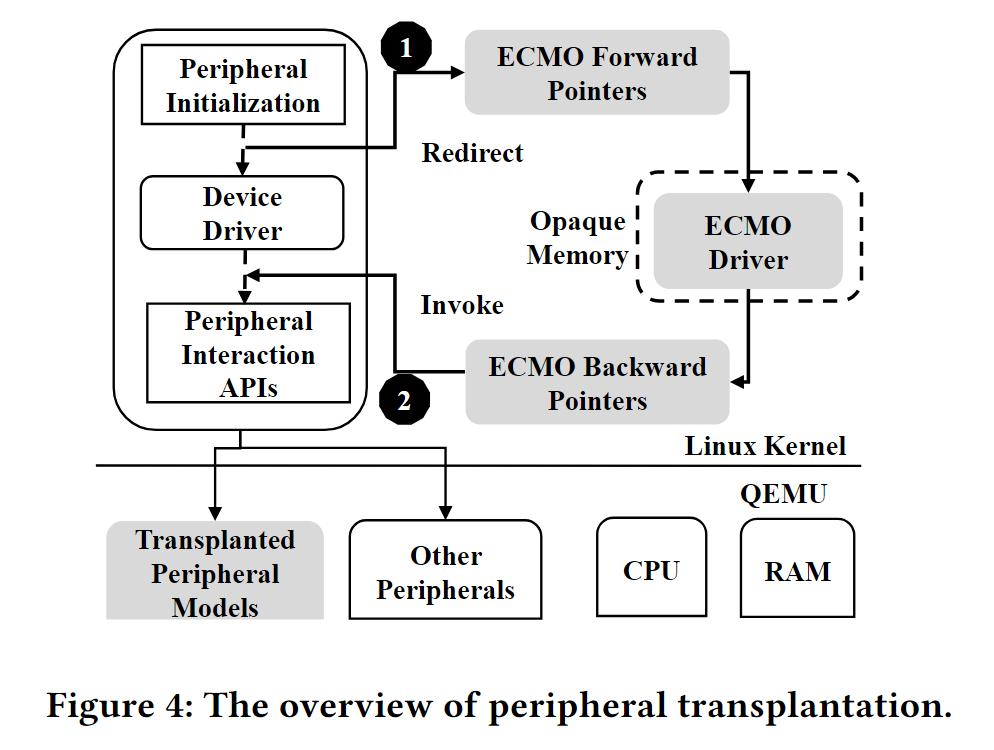 Peripheral
Initialization
1
ECMO Forward
Pointers
Redirect
Device
Driver
Opaque
Memory
ECMO
Driver
Invoke
Peripheral
Interaction
APIs
ECMO Backward
Pointers
2
Linux Kernel
QEMU
Transplanted
Peripheral
Models
Other
Peripherals
CPU
RAM
Figure 4: The overview of peripheral transplantation.